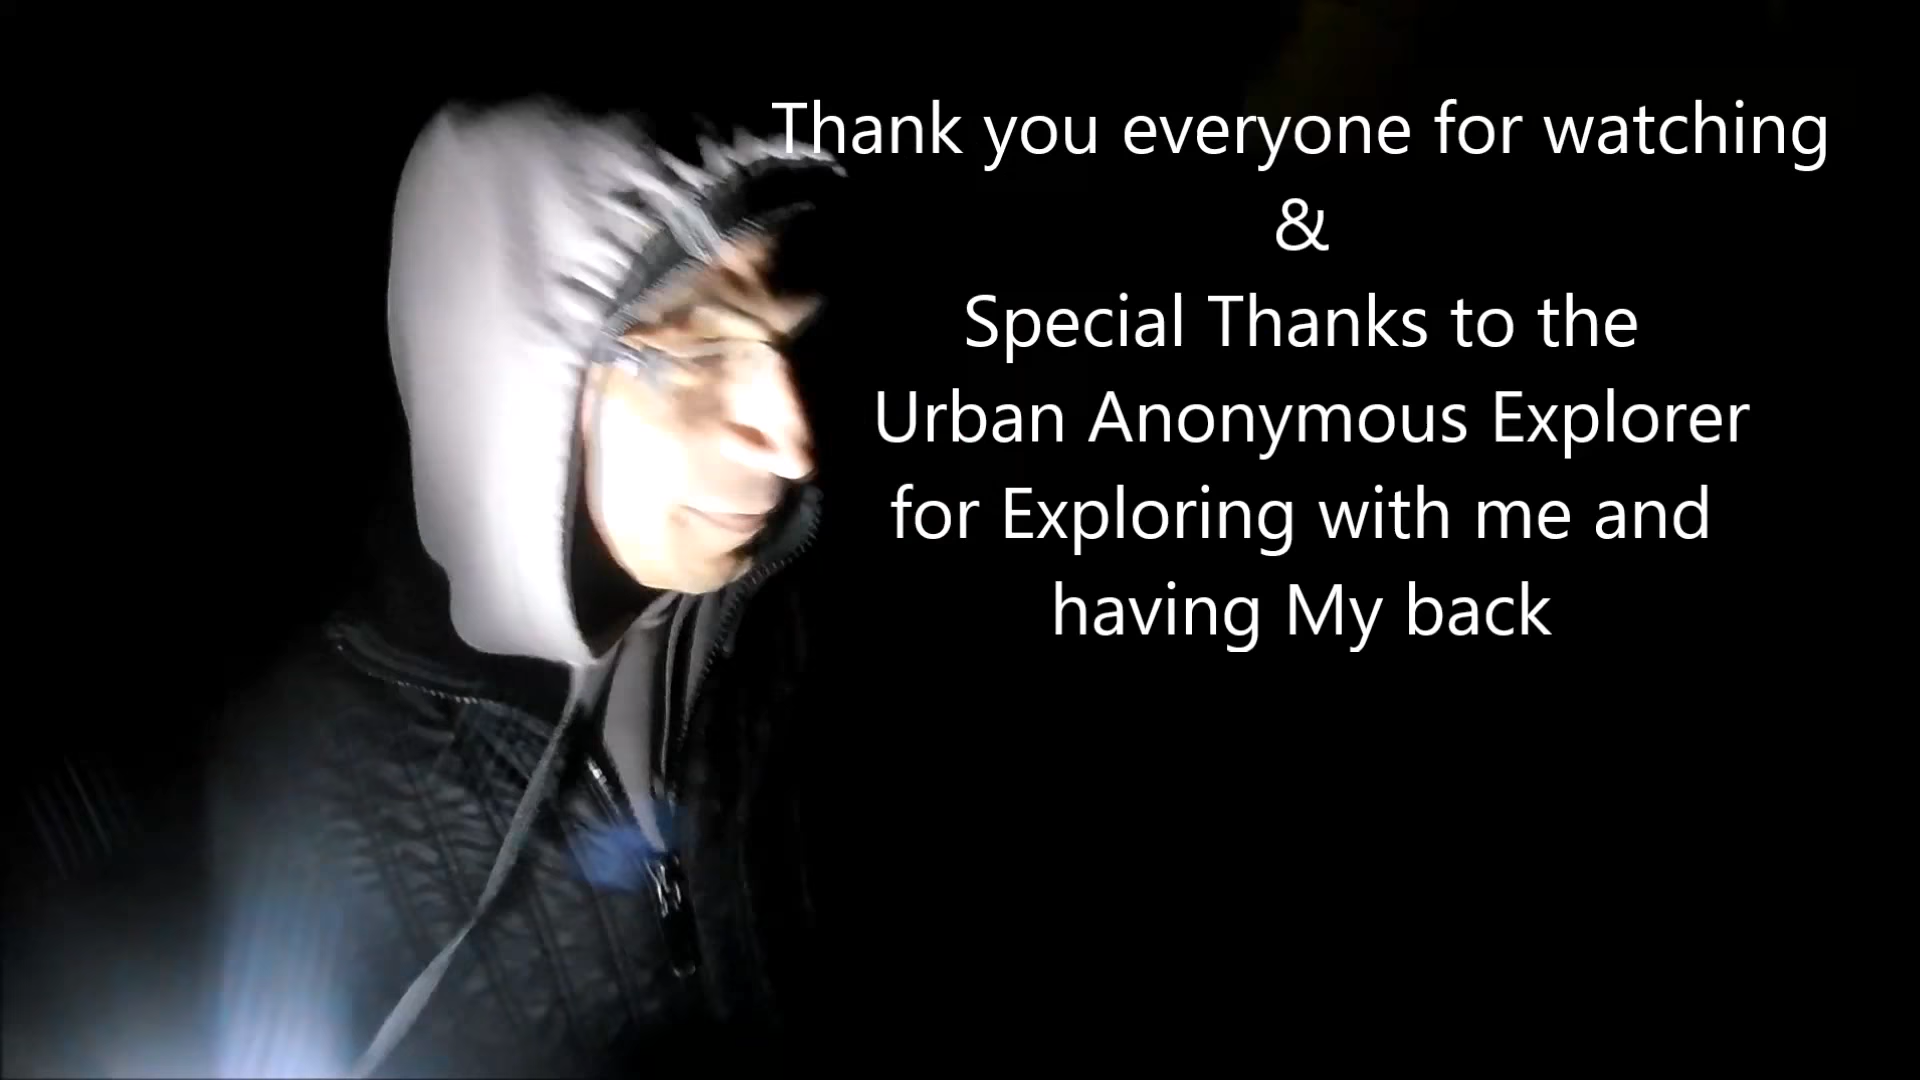 Thank you everyone for watching
&
Special Thanks to the
Urban Anonymous Explorer
for Exploring with me and
having My back